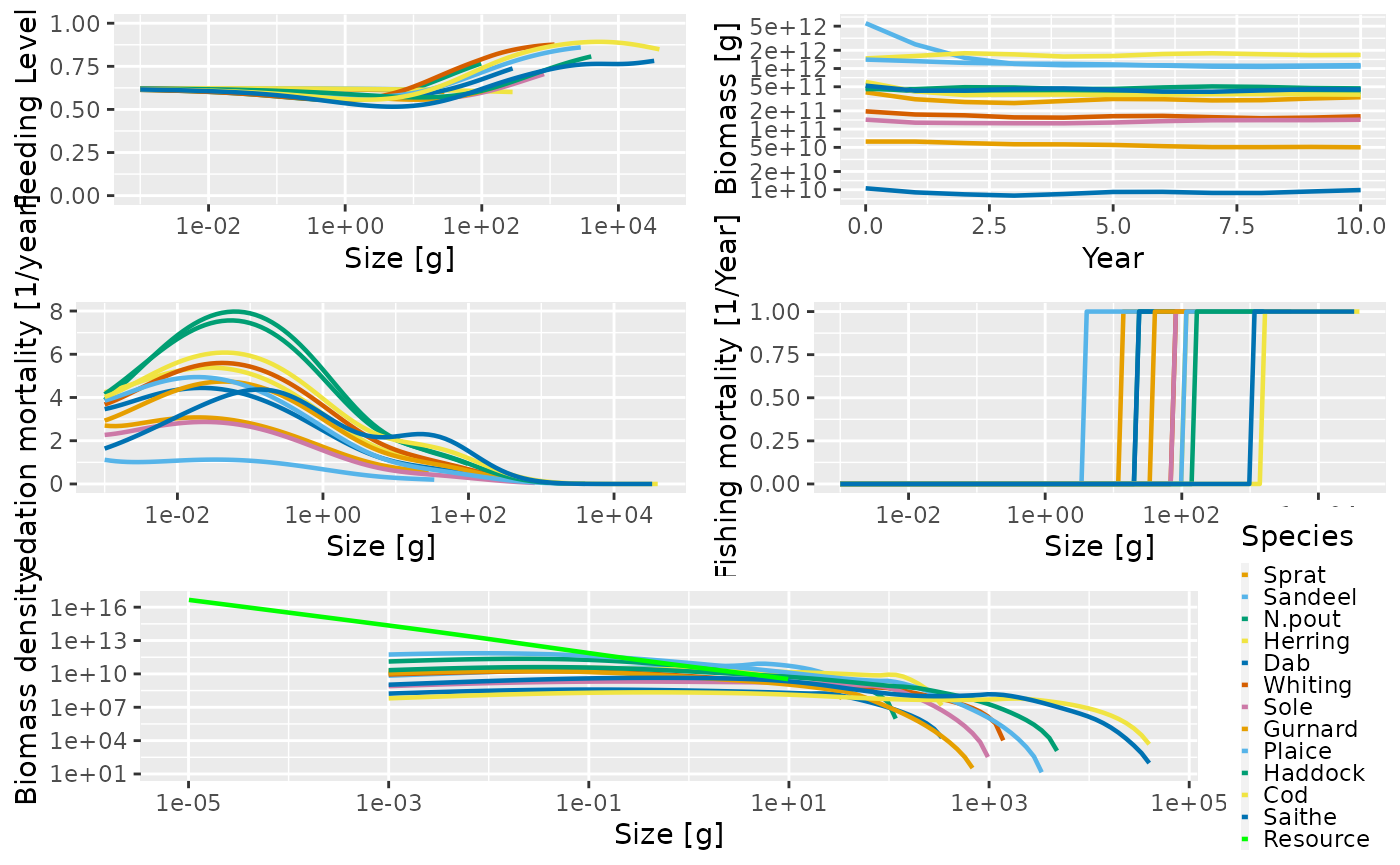 Feeding Level
1.00
0.75
0.50
0.25
0.00
1e-02
1e+00
1e+02
1e+04
Size [g]
Biomass [g]
5e+12
2e+12
1e+12
5e+11
2e+11
1e+11
5e+10
2e+10
1e+10
0.0
2.5
5.0
7.5
10.0
Year
edation mortality [1/year]
8
6
4
2
0
1e-02
1e+00
1e+02
1e+04
Size [g]
Fishing mortality [1/Year]
1.00
0.75
0.50
0.25
0.00
1e-02
1e+00
1e+02
Size [g]
Biomass density
1e+16
1e+13
1e+10
1e+07
1e+04
1e+01
1e-05
1e-03
1e-01
1e+01
1e+03
1e+05
Size [g]
Species
Sprat
Sandeel
N.pout
Herring
Dab
Whiting
Sole
Gurnard
Plaice
Haddock
Cod
Saithe
Resource